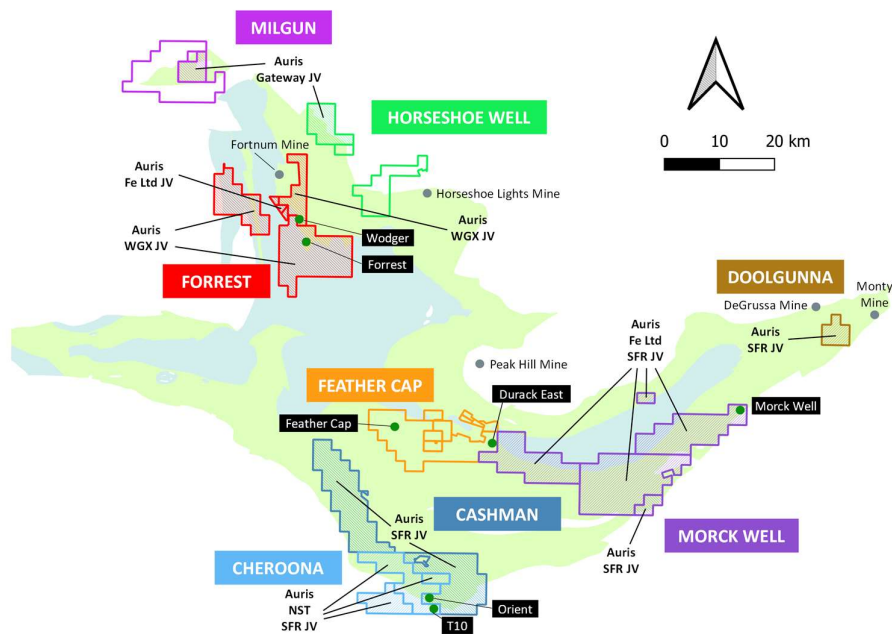 MILGUN
Auris
Gateway JV
HORSESHOE WELL
0
10
20 km
Fortnum Mine
Auris
Fe Ltd JV
Horseshoe Lights Mine
Auris
WGX JV
Auris
WGX JV
Wodger
Forrest
FORREST
DOOLGUNNA
Monty
Mine
DeGrussa Mine
Auris
Fe Ltd
SFR JV
Auris
SFR JV
Peak Hill Mine
FEATHER CAP
Durack East
Morck Well
Feather Cap
CASHMAN
Auris
SFR JV
MORCK WELL
Auris
SFR JV
CHEROONA
Auris
NST
SFR JV
Orient
T10